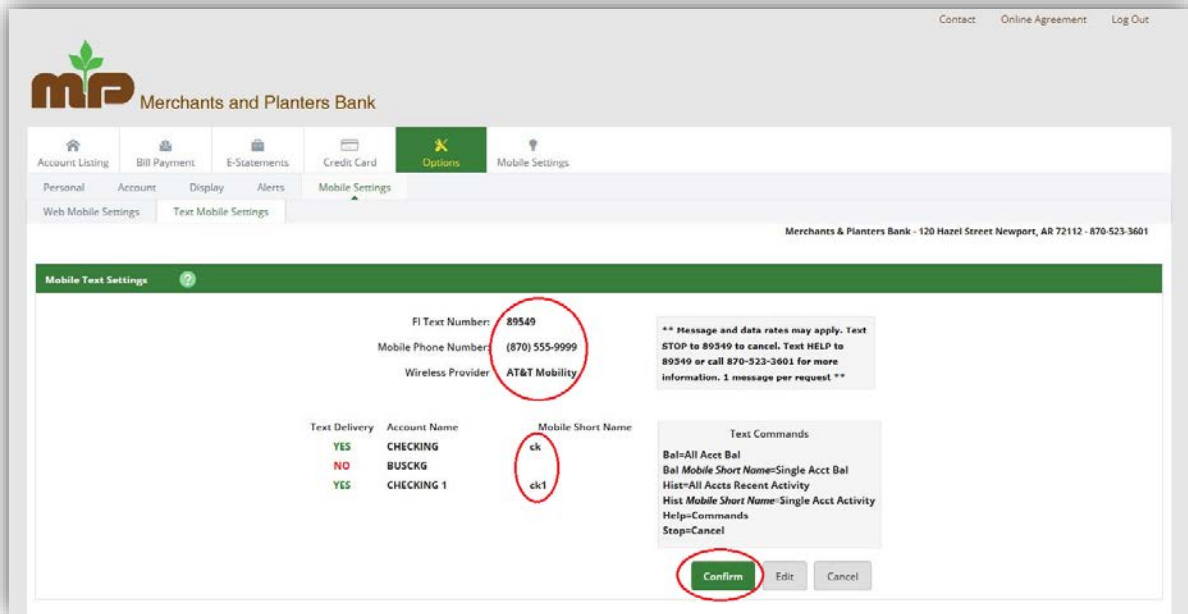 Contact Online Agreement Log Out
mp Merchants and Planters Bank
Account Listing Bill Payment E-Statements Credit Card Options Mobile Settings
Personal Account Display Alerts Mobile Settings
Web Mobile Settings Text Mobile Settings
Merchants & Planters Bank - 120 Hazel Street Newport, AR 72112 - 870-523-3601
Mobile Text Settings ?
FI Text Number: 89549
Mobile Phone Number: (870) 555-9999
Wireless Provider AT&T Mobility
** Message and data rates may apply. Text
STOP to 89549 to cancel. Text HELP to
89549 or call 870-523-3601 for more
information. 1 message per request **
Text Delivery Account Name Mobile Short Name
YES CHECKING ck
NO BUSCKG
YES CHECKING 1 ck1
Text Commands
Bal=All Acct Bal
Bal Mobile Short Name=Single Acct Bal
Hist=All Accts Recent Activity
Hist Mobile Short Name=Single Acct Activity
Help=Commands
Stop=Cancel
Confirm Edit Cancel